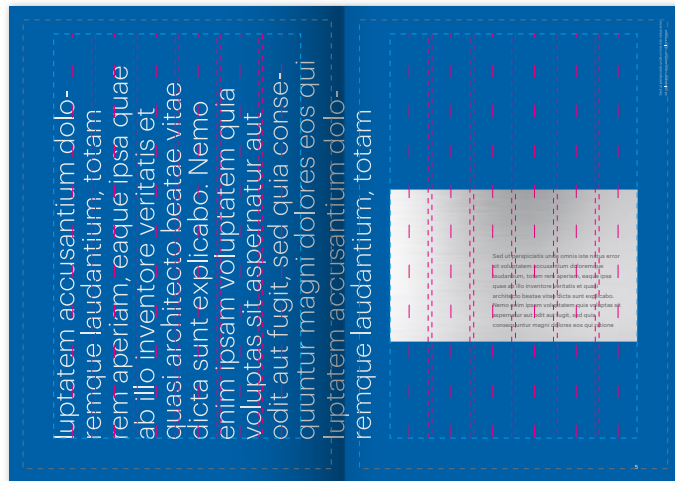 luptatem accusantium dolo-
remque laudantium, totam
rem aperiam, eaque ipsa quae
ab illo inventore veritatis et
quasi architecto beatae vitae
dicta sunt explicabo. Nemo
enim ipsam voluptatem quia
voluptas sit aspernatur aut
odit aut fugit, sed quia conse-
quuntur magni dolores eos qui
luptatem accusantium dolo-
remque laudantium, totam
Sed ut perspiciatis unde omnis iste natus error
sit voluptatem accusantium doloremque
laudantium, totam rem aperiam, eaque ipsa
quae ab illo inventore veritatis et quasi
architecto beatae vitae dicta sunt explicabo.
Nemo enim ipsam voluptatem quia voluptas sit
aspernatur aut odit aut fugit, sed quia
consequuntur magni dolores eos qui ratione
5